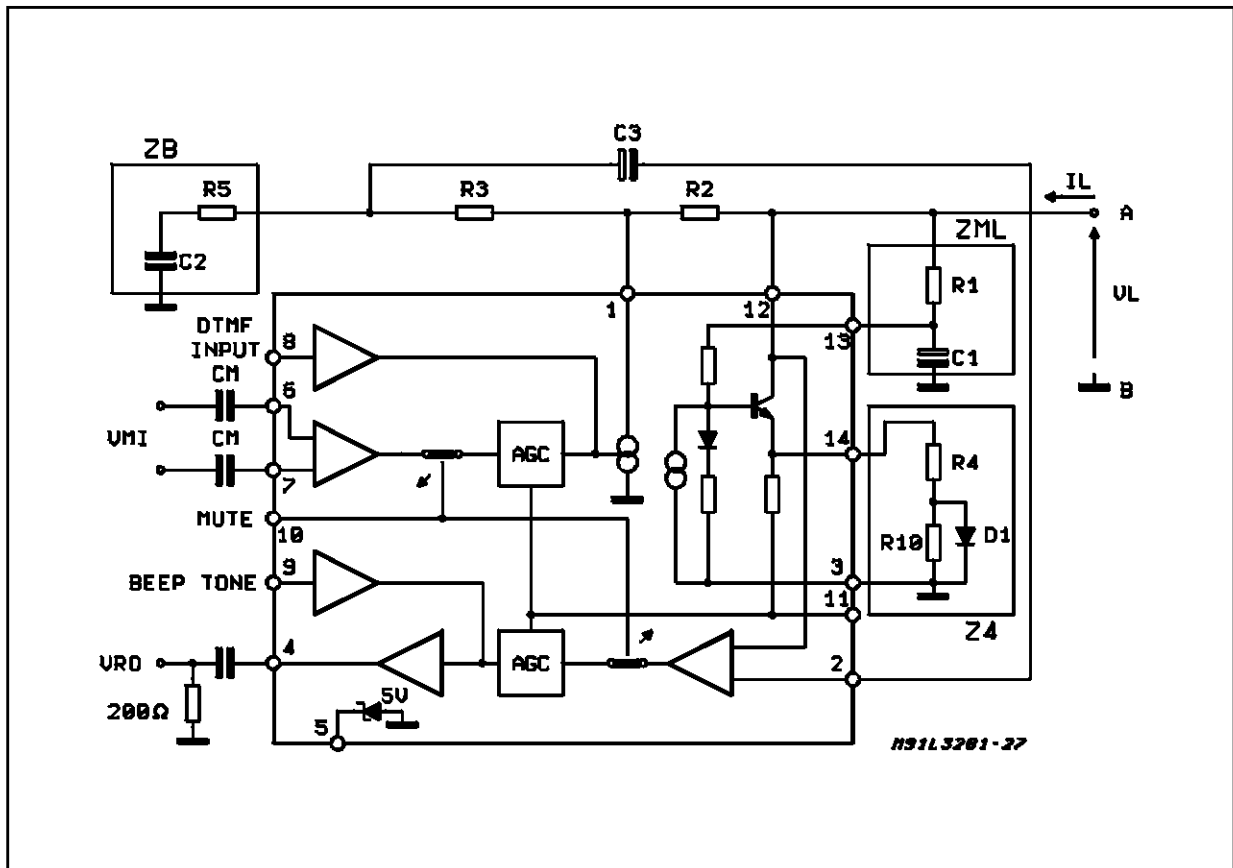 C3
ZB
R5
R3
R2
IL
A
ZML
C2
R1
VL
1
12
DTMF
INPUT
8
13
C1
B
CM
6
VMI
CM
14
AGC
R4
7
MUTE
10
R10
D1
BEEP TONE
9
3
11
Z4
VRO
4
AGC
2
200Ω
5V
5
M91L3201-27